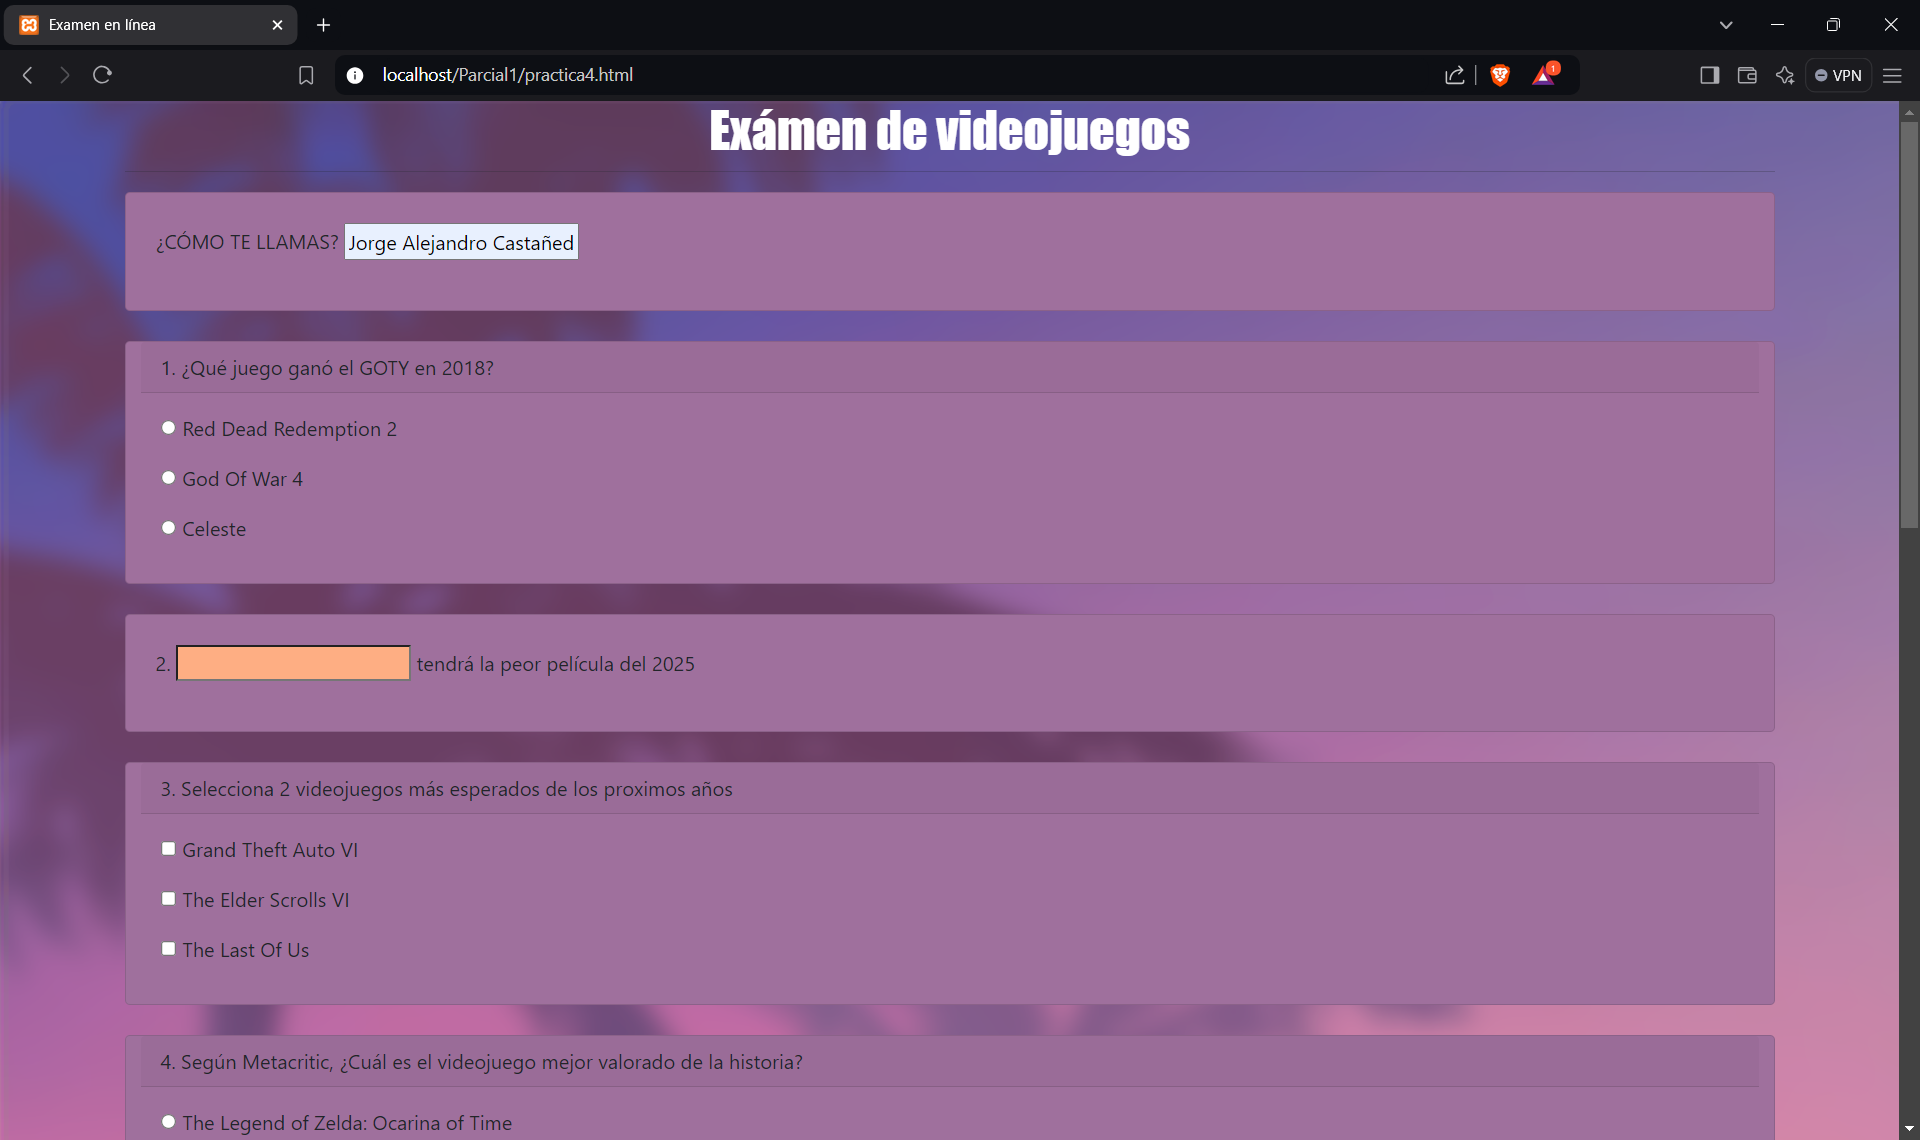 Examen en línea
localhost/Parcial1/practica4.html
1
VPN
Exámen de videojuegos
¿CÓMO TE LLAMAS? Jorge Alejandro Castañed
1. ¿Qué juego ganó el GOTY en 2018?
Red Dead Redemption 2
God Of War 4
Celeste
2. tendrá la peor película del 2025
3. Selecciona 2 videojuegos más esperados de los proximos años
Grand Theft Auto VI
The Elder Scrolls VI
The Last Of Us
4. Según Metacritic, ¿Cuál es el videojuego mejor valorado de la historia?
The Legend of Zelda: Ocarina of Time